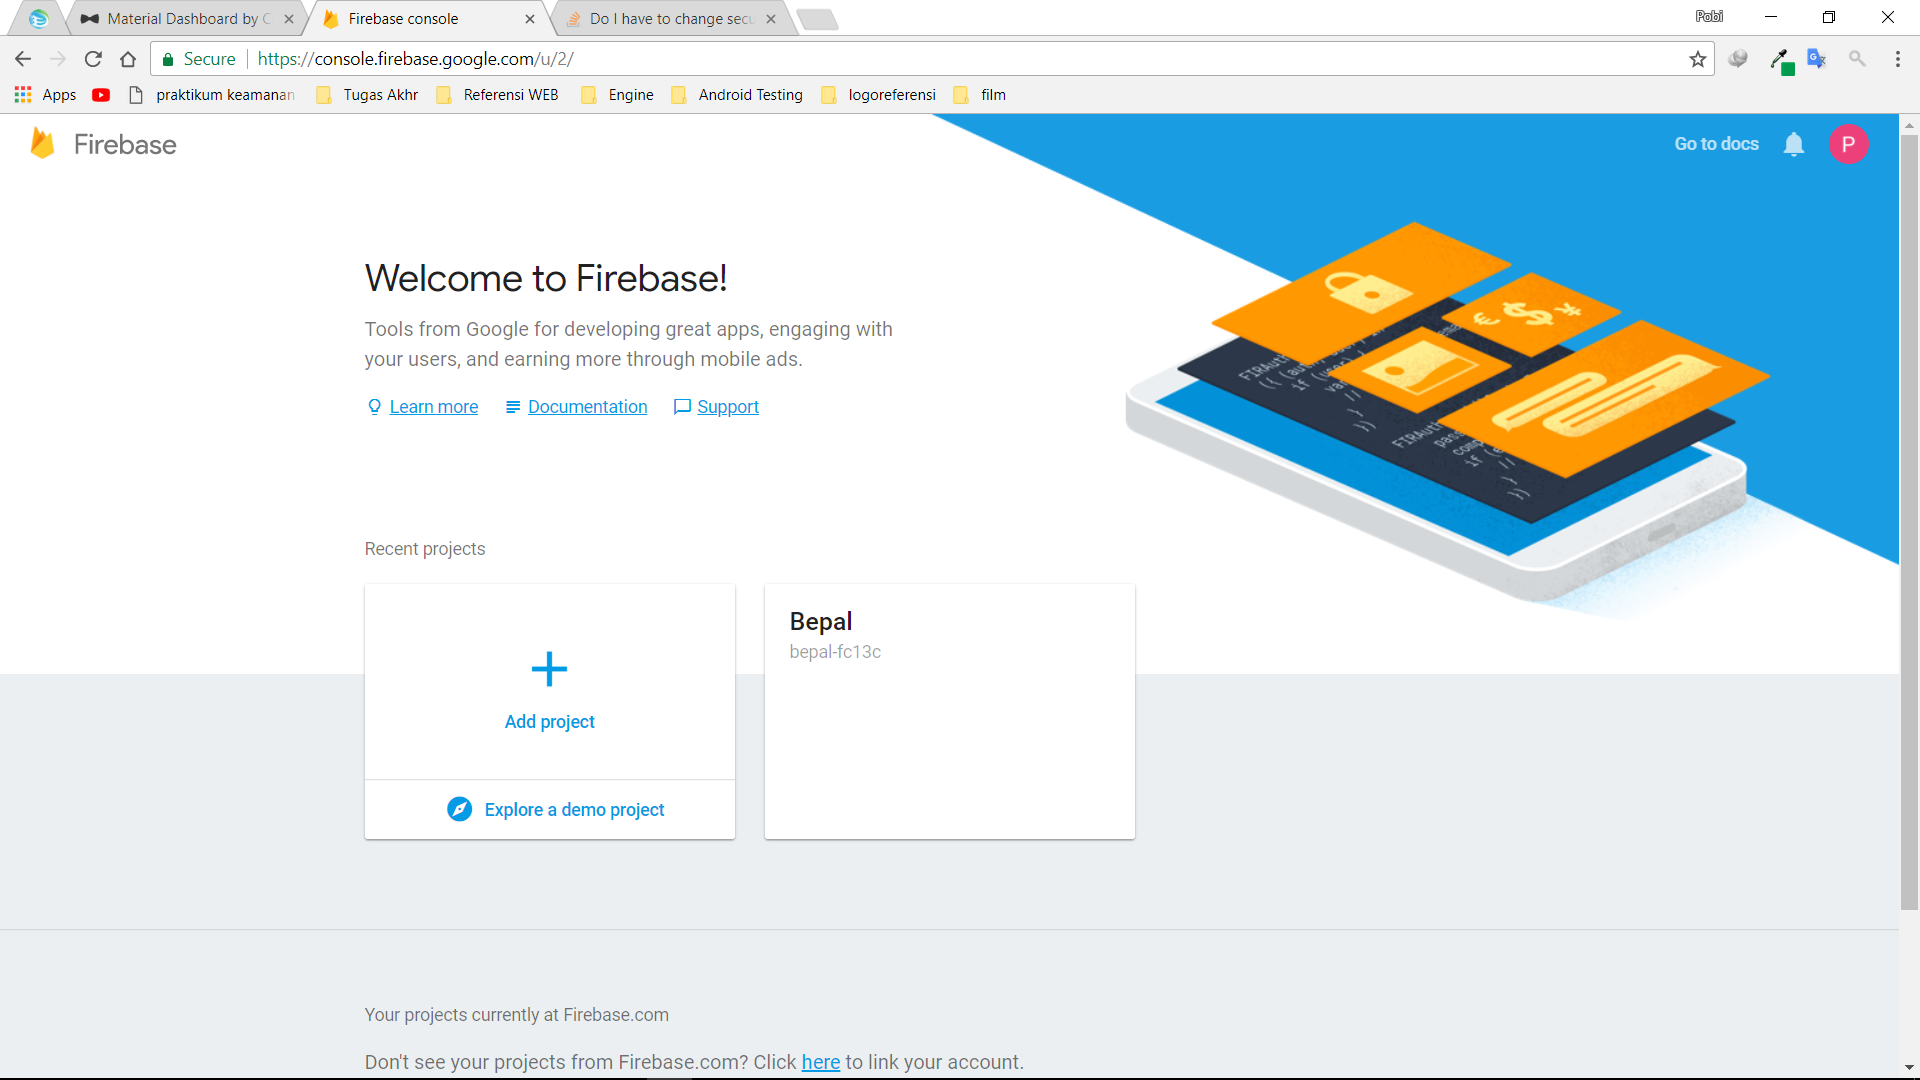 Material Dashboard by C
Firebase console
Do I have to change secu
Pobi
Secure
https://console.firebase.google.com/u/2/
Apps
praktikum keamanan
Tugas Akhr
Referensi WEB
Engine
Android Testing
logoreferensi
film
Firebase
Go to docs
P
Welcome to Firebase!
Tools from Google for developing great apps, engaging with
your users, and earning more through mobile ads.
Learn more
Documentation
Support
Recent projects
Add project
Explore a demo project
Bepal
bepal-fc13c
Your projects currently at Firebase.com
Don't see your projects from Firebase.com? Click here to link your account.